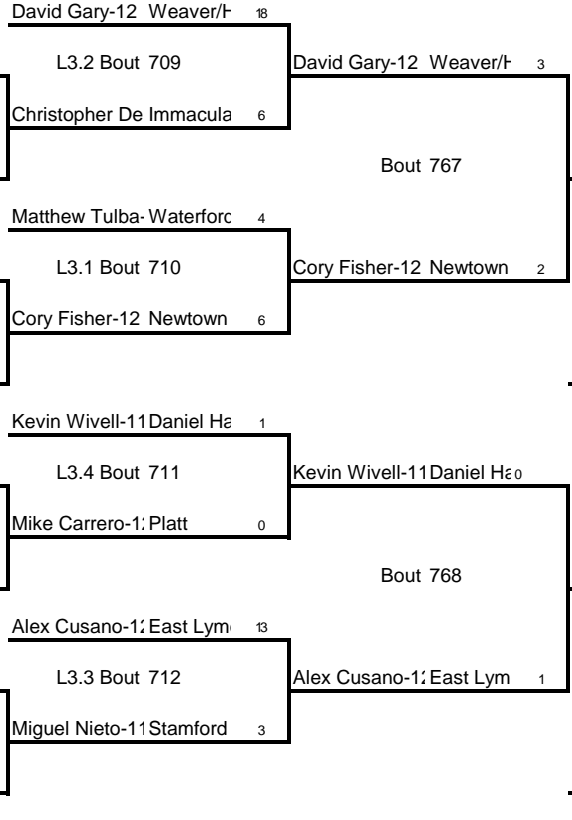 David Gary-12 Weaver/H 18
L3.2 Bout 709
David Gary-12 Weaver/H 3
Christopher De Immacula 6
Bout 767
Matthew Tulba- Waterford 4
L3.1 Bout 710
Cory Fisher-12 Newtown 2
Cory Fisher-12 Newtown 6
Kevin Wivell-11 Daniel Ha 1
L3.4 Bout 711
Kevin Wivell-11 Daniel Ha 0
Mike Carrero-12 Platt 0
Bout 768
Alex Cusano-12 East Lym 13
L3.3 Bout 712
Alex Cusano-12 East Lym 1
Miguel Nieto-11 Stamford 3